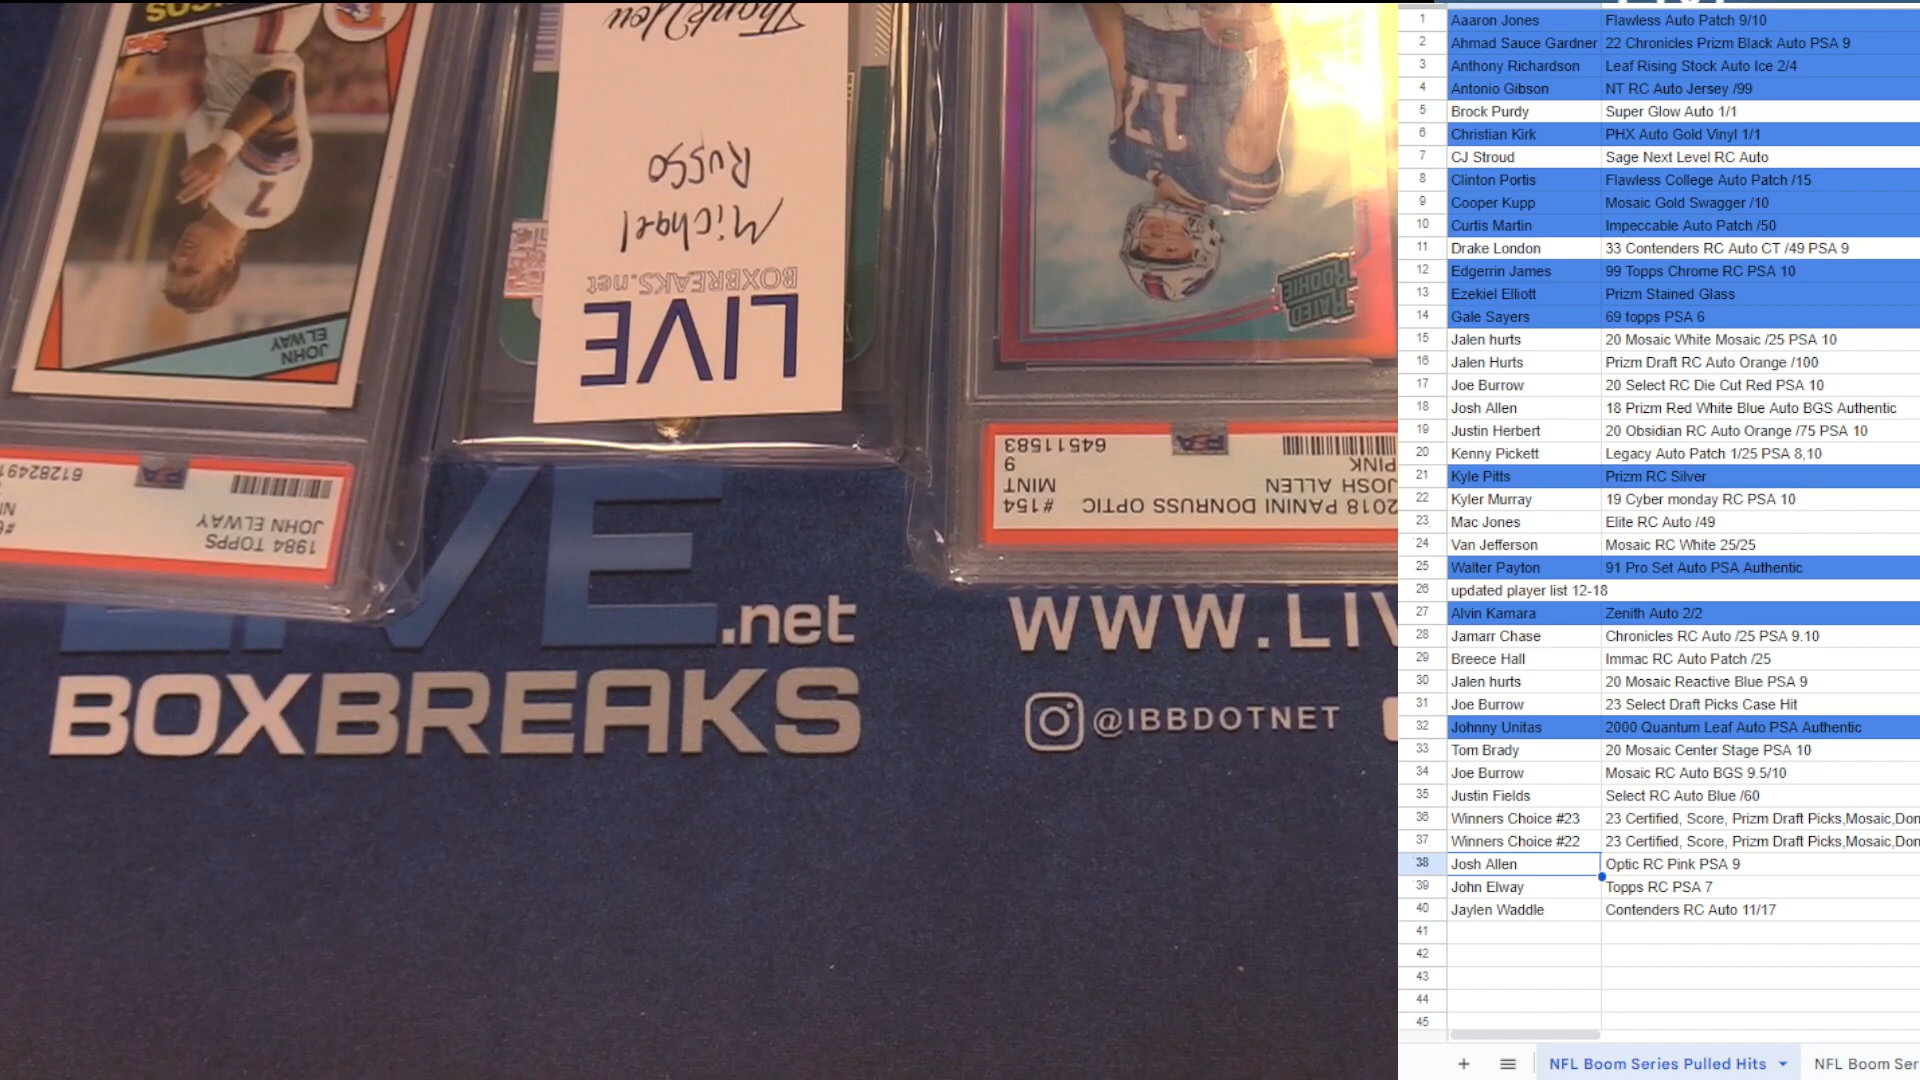 Thank You
Michael
Russo
BOXBREAKS.net
LIVE
JOHN
ELWAY
7
17
RATED
ROOKIE
1984 TOPPS
JOHN ELWAY
PSA
2018 PANINI DONRUSS OPTIC #154
JOSH ALLEN MINT
PINK 9
PSA 64511583
LIVE.net
BOXBREAKS
WWW.LIV
@IBBDOTNET
1 Aaaron Jones Flawless Auto Patch 9/10
2 Ahmad Sauce Gardner 22 Chronicles Prizm Black Auto PSA 9
3 Anthony Richardson Leaf Rising Stock Auto Ice 2/4
4 Antonio Gibson NT RC Auto Jersey /99
5 Brock Purdy Super Glow Auto 1/1
6 Christian Kirk PHX Auto Gold Vinyl 1/1
7 CJ Stroud Sage Next Level RC Auto
8 Clinton Portis Flawless College Auto Patch /15
9 Cooper Kupp Mosaic Gold Swagger /10
10 Curtis Martin Impeccable Auto Patch /50
11 Drake London 33 Contenders RC Auto CT /49 PSA 9
12 Edgerrin James 99 Topps Chrome RC PSA 10
13 Ezekiel Elliott Prizm Stained Glass
14 Gale Sayers 69 topps PSA 6
15 Jalen hurts 20 Mosaic White Mosaic /25 PSA 10
16 Jalen Hurts Prizm Draft RC Auto Orange /100
17 Joe Burrow 20 Select RC Die Cut Red PSA 10
18 Josh Allen 18 Prizm Red White Blue Auto BGS Authentic
19 Justin Herbert 20 Obsidian RC Auto Orange /75 PSA 10
20 Kenny Pickett Legacy Auto Patch 1/25 PSA 8,10
21 Kyle Pitts Prizm RC Silver
22 Kyler Murray 19 Cyber monday RC PSA 10
23 Mac Jones Elite RC Auto /49
24 Van Jefferson Mosaic RC White 25/25
25 Walter Payton 91 Pro Set Auto PSA Authentic
26 updated player list 12-18
27 Alvin Kamara Zenith Auto 2/2
28 Jamarr Chase Chronicles RC Auto /25 PSA 9.10
29 Breece Hall Immac RC Auto Patch /25
30 Jalen hurts 20 Mosaic Reactive Blue PSA 9
31 Joe Burrow 23 Select Draft Picks Case Hit
32 Johnny Unitas 2000 Quantum Leaf Auto PSA Authentic
33 Tom Brady 20 Mosaic Center Stage PSA 10
34 Joe Burrow Mosaic RC Auto BGS 9.5/10
35 Justin Fields Select RC Auto Blue /60
36 Winners Choice #23 23 Certified, Score, Prizm Draft Picks,Mosaic,Don
37 Winners Choice #22 23 Certified, Score, Prizm Draft Picks,Mosaic,Don
38 Josh Allen Optic RC Pink PSA 9
39 John Elway Topps RC PSA 7
40 Jaylen Waddle Contenders RC Auto 11/17
41
42
43
44
45
NFL Boom Series Pulled Hits NFL Boom Ser